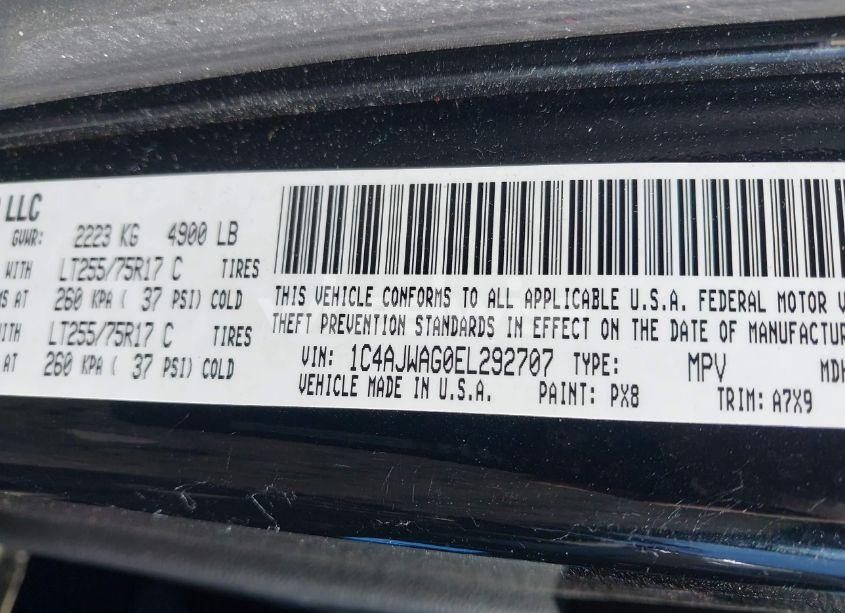 LLC
GVWR: 2223 KG 4900 LB
WITH LT255/75R17 C TIRES
AT 260 KPA ( 37 PSI) COLD
WITH LT255/75R17 C TIRES
AT 260 KPA ( 37 PSI) COLD
THIS VEHICLE CONFORMS TO ALL APPLICABLE U.S.A. FEDERAL MOTOR V
THEFT PREVENTION STANDARDS IN EFFECT ON THE DATE OF MANUFACTUR
VIN: 1C4AJWAG0EL292707 TYPE: MPV MDH
VEHICLE MADE IN U.S.A. PAINT: PX8 TRIM: A7X9